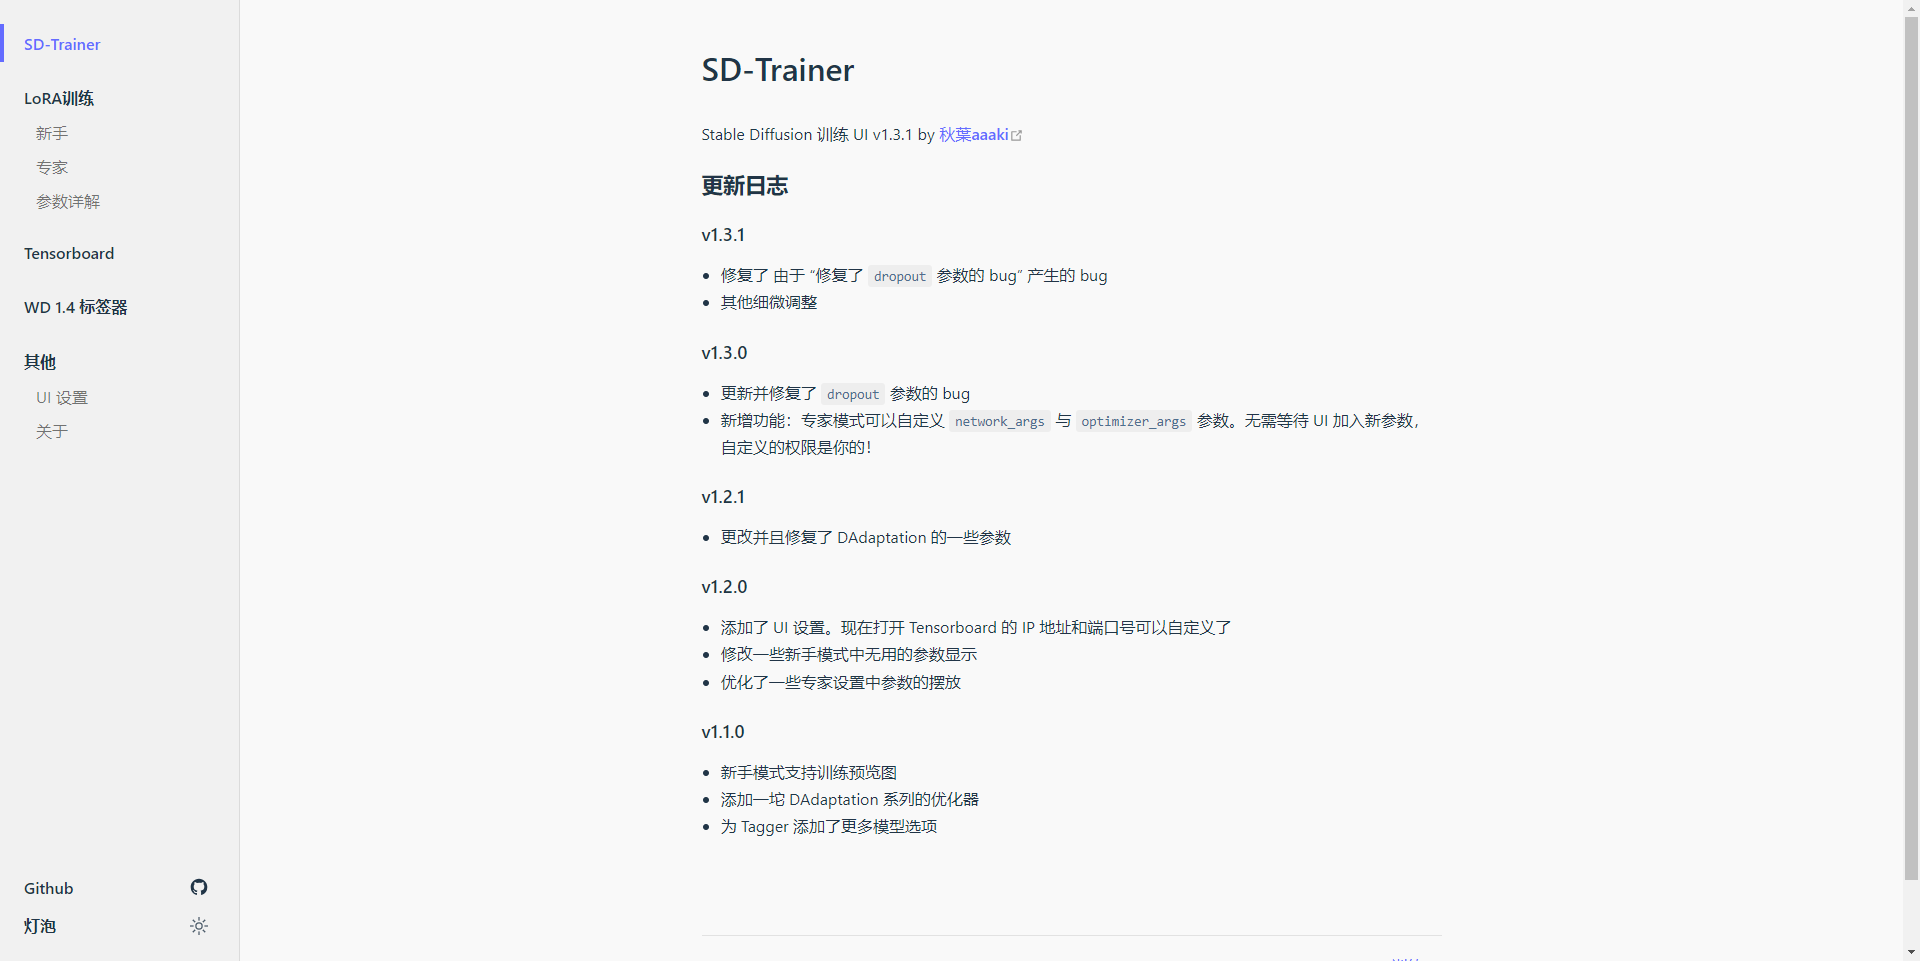 SD-Trainer
LoRA训练
新手
专家
参数详解
Tensorboard
WD 1.4 标签器
其他
UI 设置
关于
Github
灯泡
SD-Trainer
Stable Diffusion 训练 UI v1.3.1 by 秋葉aaaki
更新日志
v1.3.1
修复了 由于 “修复了 dropout 参数的 bug” 产生的 bug
其他细微调整
v1.3.0
更新并修复了 dropout 参数的 bug
新增功能：专家模式可以自定义 network_args 与 optimizer_args 参数。无需等待 UI 加入新参数，
自定义的权限是你的！
v1.2.1
更改并且修复了 DAdaptation 的一些参数
v1.2.0
添加了 UI 设置。现在打开 Tensorboard 的 IP 地址和端口号可以自定义了
修改一些新手模式中无用的参数显示
优化了一些专家设置中参数的摆放
v1.1.0
新手模式支持训练预览图
添加一坨 DAdaptation 系列的优化器
为 Tagger 添加了更多模型选项